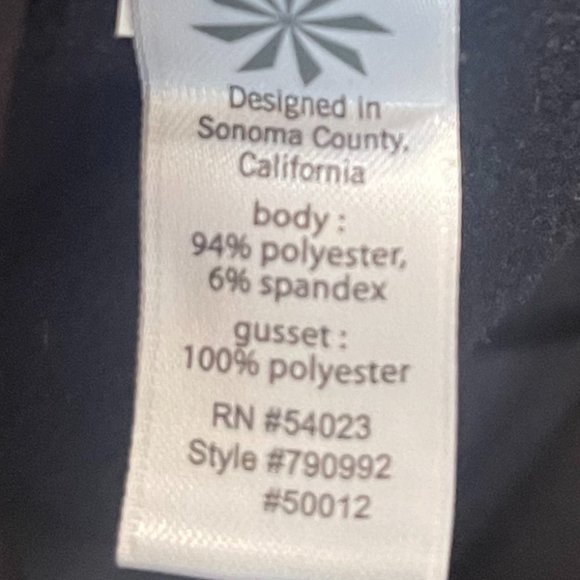 Designed in
Sonoma County,
California
body :
94% polyester,
6% spandex
gusset :
100% polyester
RN #54023
Style #790992
#50012